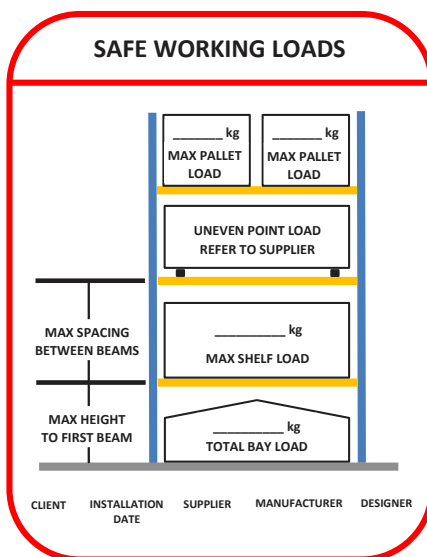 SAFE WORKING LOADS
_______ kg
MAX PALLET
LOAD
_______ kg
MAX PALLET
LOAD
UNEVEN POINT LOAD
REFER TO SUPPLIER
MAX SPACING
BETWEEN BEAMS
__________ kg
MAX SHELF LOAD
MAX HEIGHT
TO FIRST BEAM
__________ kg
TOTAL BAY LOAD
CLIENT
INSTALLATION
DATE
SUPPLIER
MANUFACTURER
DESIGNER